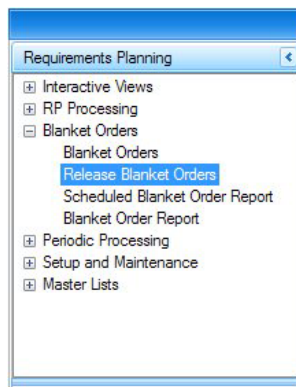 Requirements Planning
Interactive Views
RP Processing
Blanket Orders
Blanket Orders
Release Blanket Orders
Scheduled Blanket Order Report
Blanket Order Report
Periodic Processing
Setup and Maintenance
Master Lists